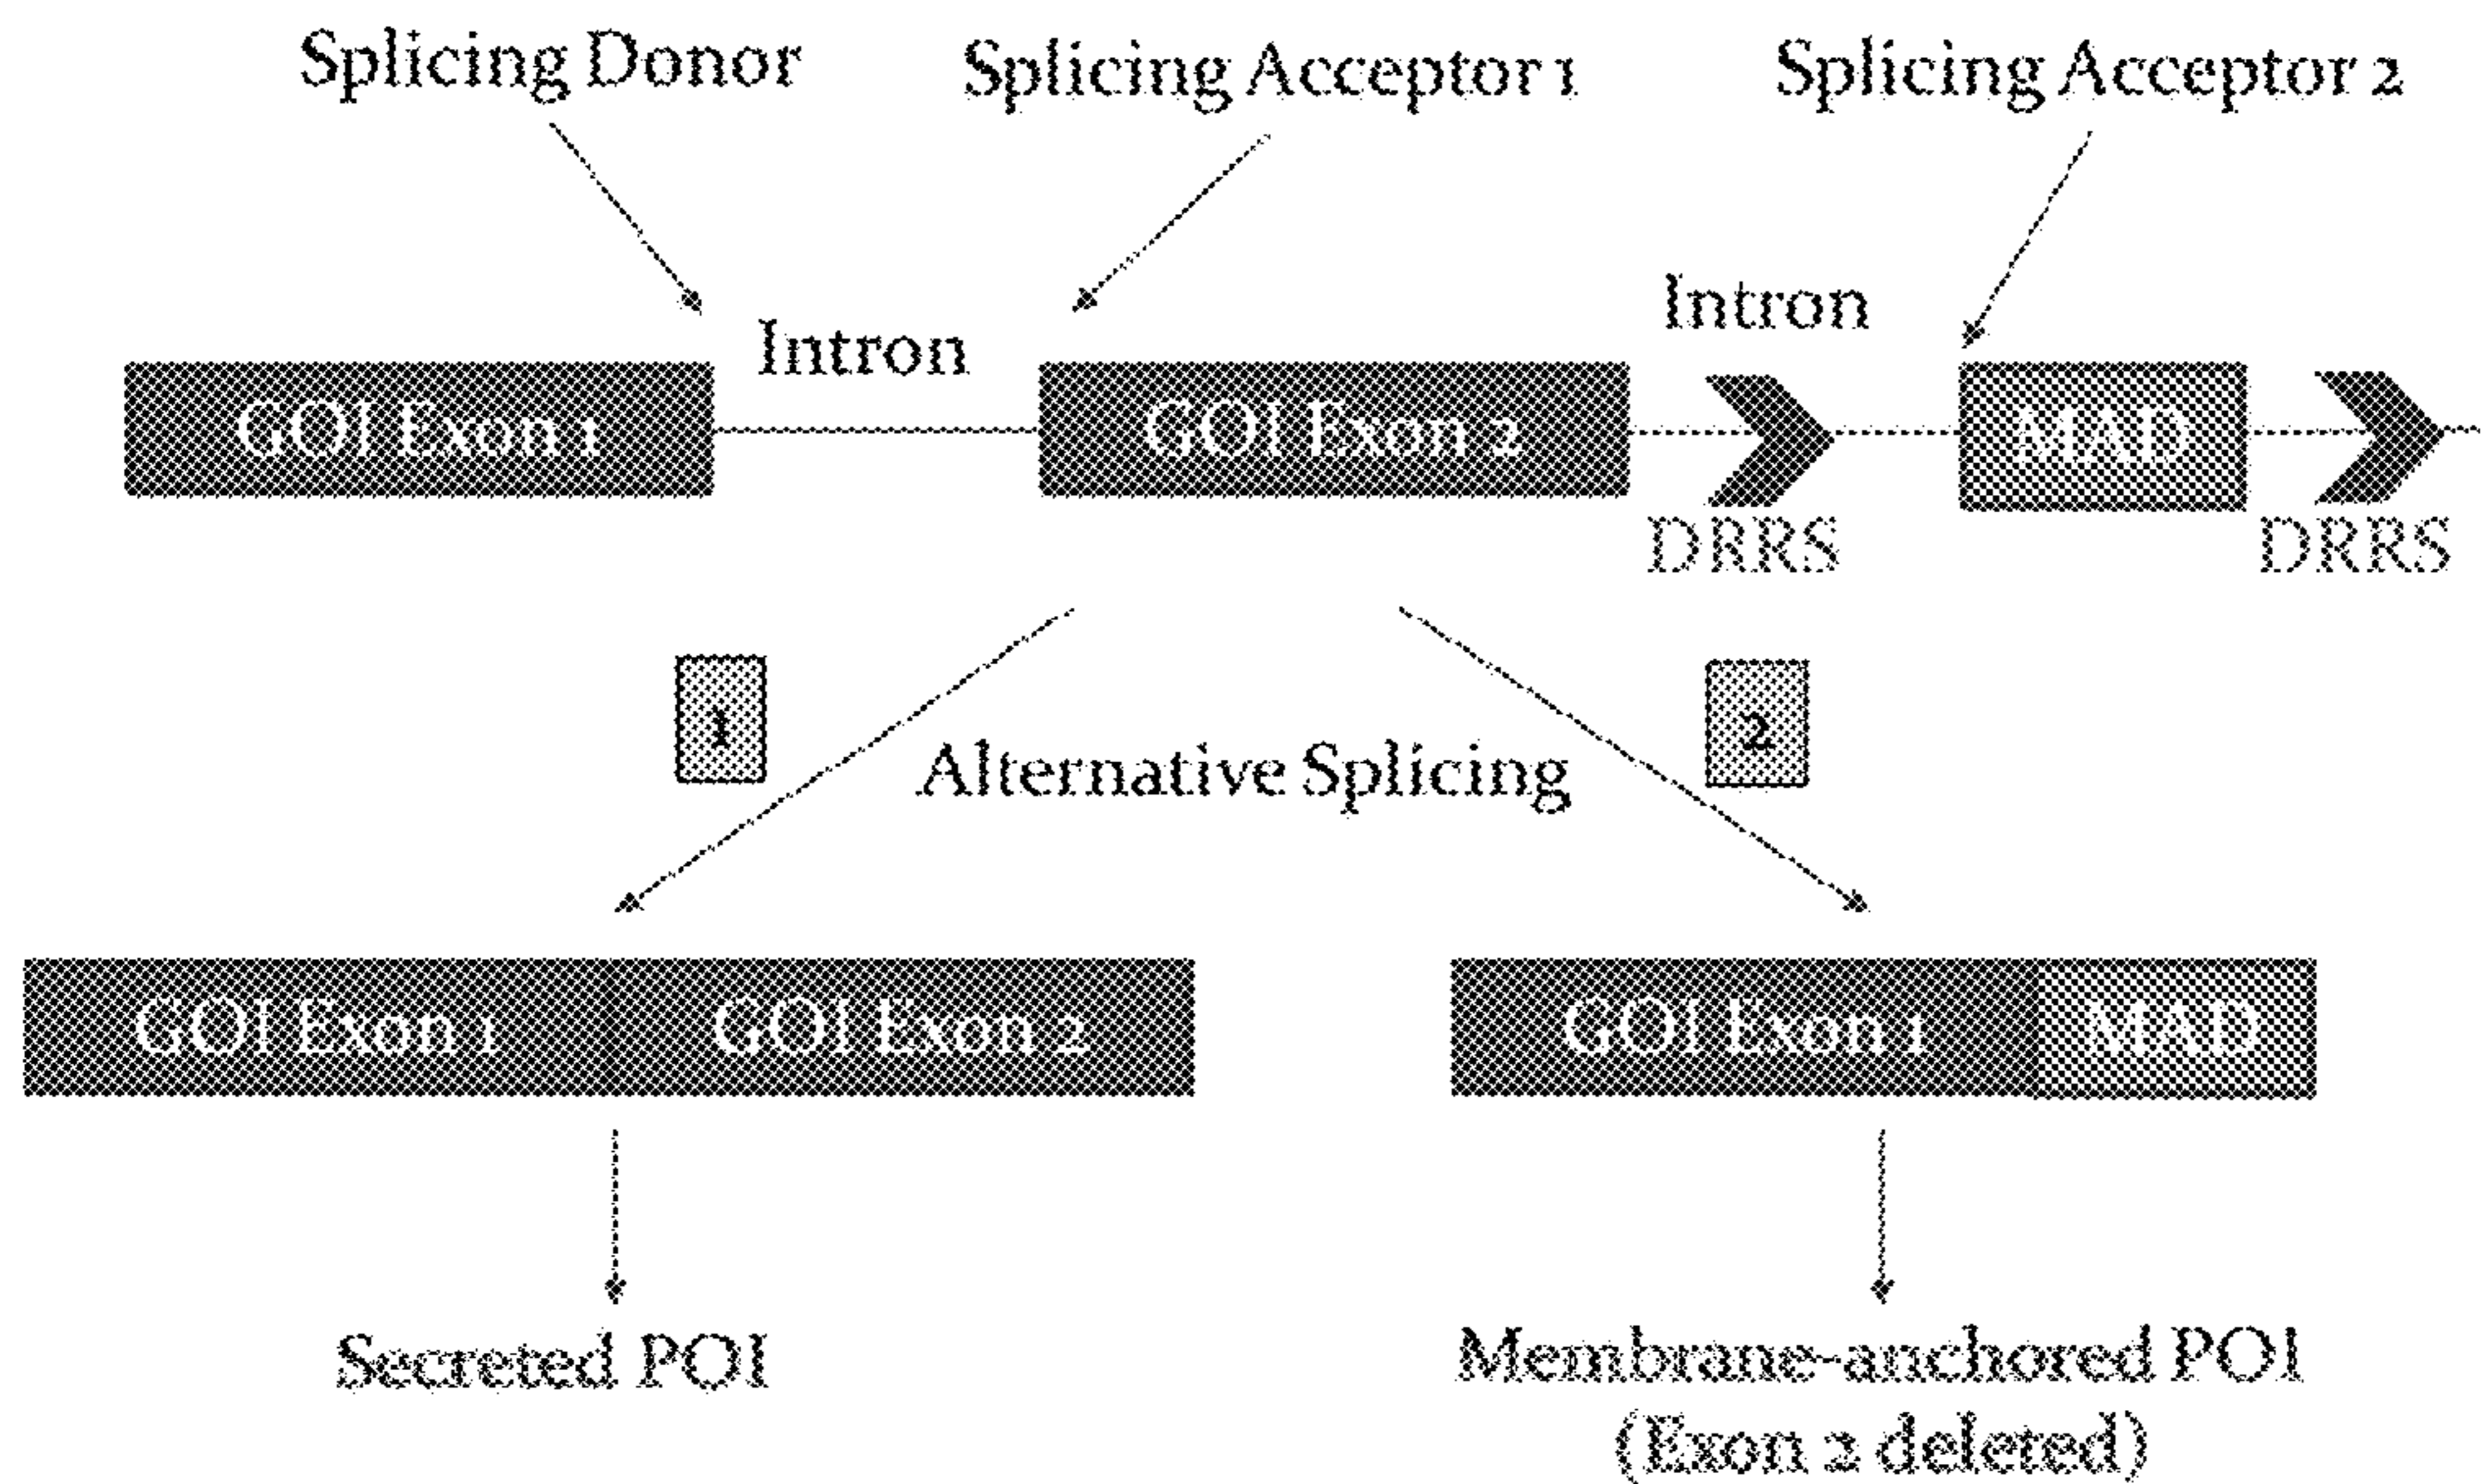 Splicing Donor
Splicing Acceptor 1
Splicing Acceptor 2
Intron
Intron
GOI Exon 1
GOI Exon 2
MAD
DRRS
DRRS
1
2
Alternative Splicing
GOI Exon 1
GOI Exon 2
GOI Exon 1
MAD
Secreted POI
Membrane-anchored POI
(Exon 2 deleted)